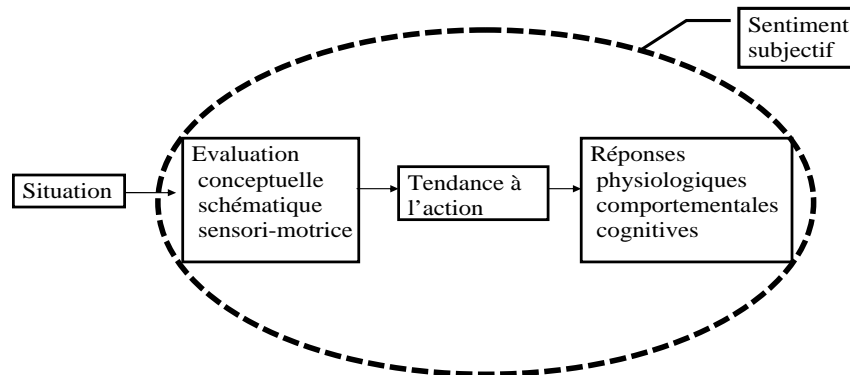 Sentiment
subjectif
Evaluation
conceptuelle
schématique
sensori-motrice
Réponses
physiologiques
comportementales
cognitives
Tendance à
l’action
Situation